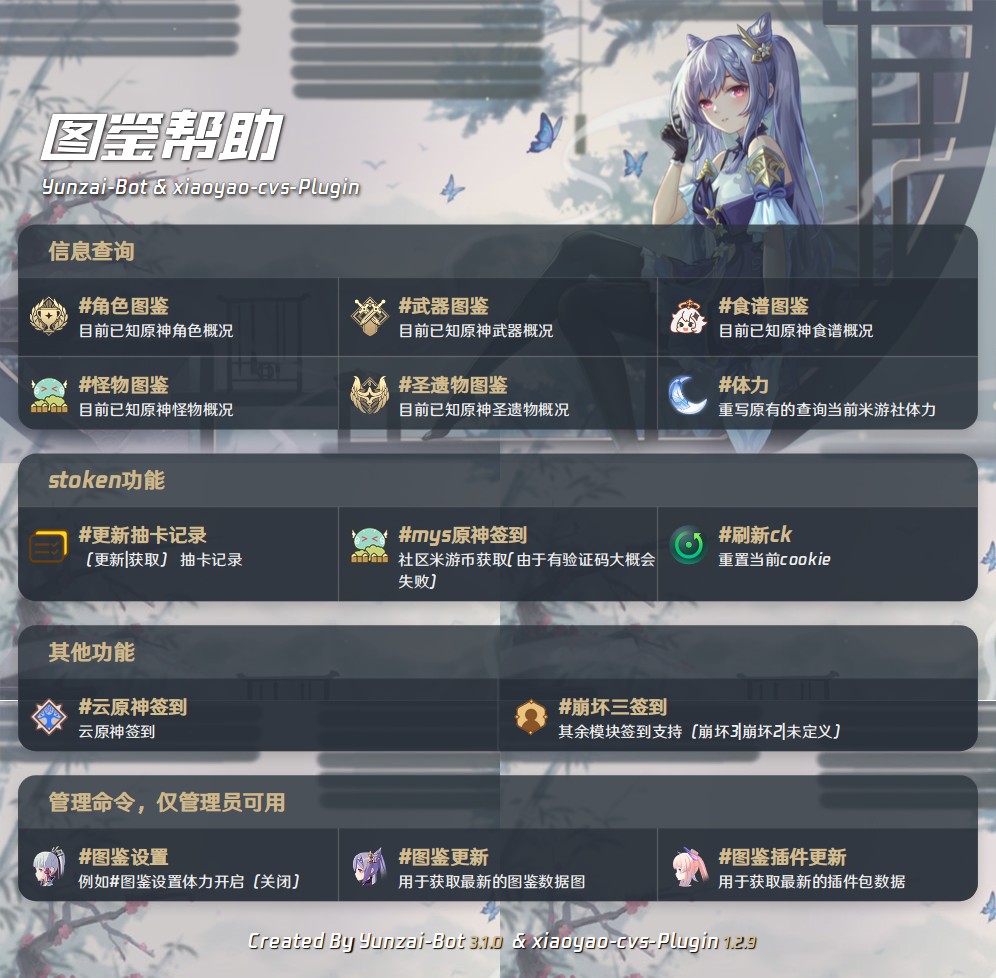 图鉴帮助
Yunzai-Bot & xiaoyao-cvs-Plugin
信息查询
#角色图鉴
目前已知原神角色概况
#武器图鉴
目前已知原神武器概况
#食谱图鉴
目前已知原神食谱概况
#怪物图鉴
目前已知原神怪物概况
#圣遗物图鉴
目前已知原神圣遗物概况
#体力
重写原有的查询当前米游社体力
stoken功能
#更新抽卡记录
（更新|获取） 抽卡记录
#mys原神签到
社区米游币获取(由于有验证码大概会
失败)
#刷新ck
重置当前cookie
其他功能
#云原神签到
云原神签到
#崩坏三签到
其余模块签到支持（崩坏3|崩坏2|未定义）
管理命令，仅管理员可用
#图鉴设置
例如#图鉴设置体力开启（关闭）
#图鉴更新
用于获取最新的图鉴数据图
#图鉴插件更新
用于获取最新的插件包数据
Created By Yunzai-Bot 3.1.0 & xiaoyao-cvs-Plugin 1.2.9